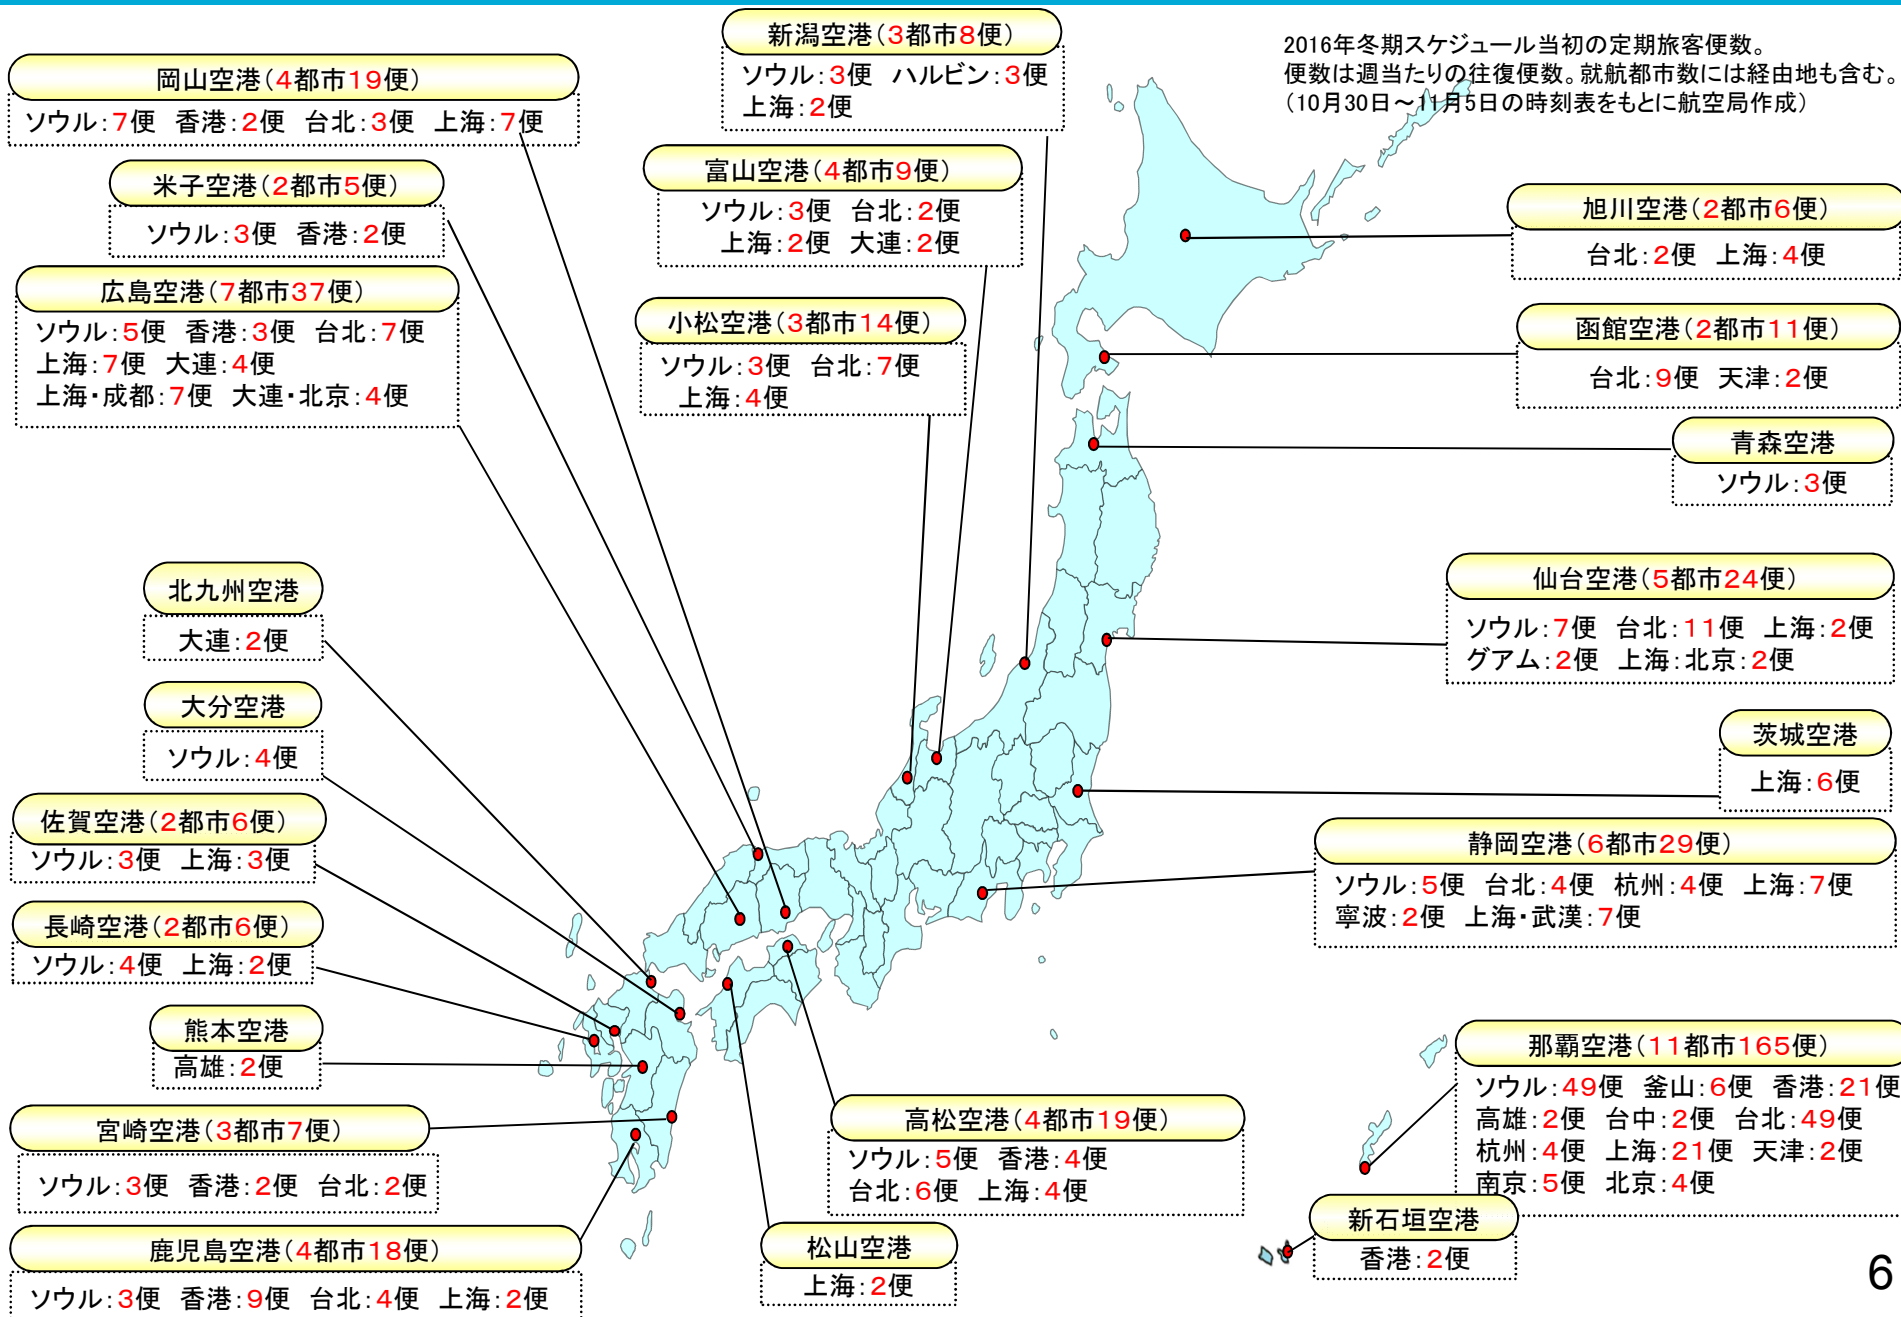 2016年冬期スケジュール当初の定期旅客便数。
便数は週当たりの往復便数。就航都市数には経由地も含む。
（10月30日～11月5日の時刻表をもとに航空局作成）
新潟空港（3都市8便）
ソウル：3便 ハルビン：3便
上海：2便
岡山空港（4都市19便）
ソウル：7便 香港：2便 台北：3便 上海：7便
米子空港（2都市5便）
ソウル：3便 香港：2便
広島空港（7都市37便）
ソウル：5便 香港：3便 台北：7便
上海：7便 大連：4便
上海・成都：7便 大連・北京：4便
富山空港（4都市9便）
ソウル：3便 台北：2便
上海：2便 大連：2便
小松空港（3都市14便）
ソウル：3便 台北：7便
上海：4便
旭川空港（2都市6便）
台北：2便 上海：4便
函館空港（2都市11便）
台北：9便 天津：2便
青森空港
ソウル：3便
仙台空港（5都市24便）
ソウル：7便 台北：11便 上海：2便
グアム：2便 上海：北京：2便
茨城空港
上海：6便
静岡空港（6都市29便）
ソウル：5便 台北：4便 杭州：4便 上海：7便
寧波：2便 上海・武漢：7便
北九州空港
大連：2便
大分空港
ソウル：4便
佐賀空港（2都市6便）
ソウル：3便 上海：3便
長崎空港（2都市6便）
ソウル：4便 上海：2便
熊本空港
高雄：2便
宮崎空港（3都市7便）
ソウル：3便 香港：2便 台北：2便
鹿児島空港（4都市18便）
ソウル：3便 香港：9便 台北：4便 上海：2便
高松空港（4都市19便）
ソウル：5便 香港：4便
台北：6便 上海：4便
松山空港
上海：2便
那覇空港（11都市165便）
ソウル：49便 釜山：6便 香港：21便
高雄：2便 台中：2便 台北：49便
杭州：4便 上海：21便 天津：2便
南京：5便 北京：4便
新石垣空港
香港：2便
6